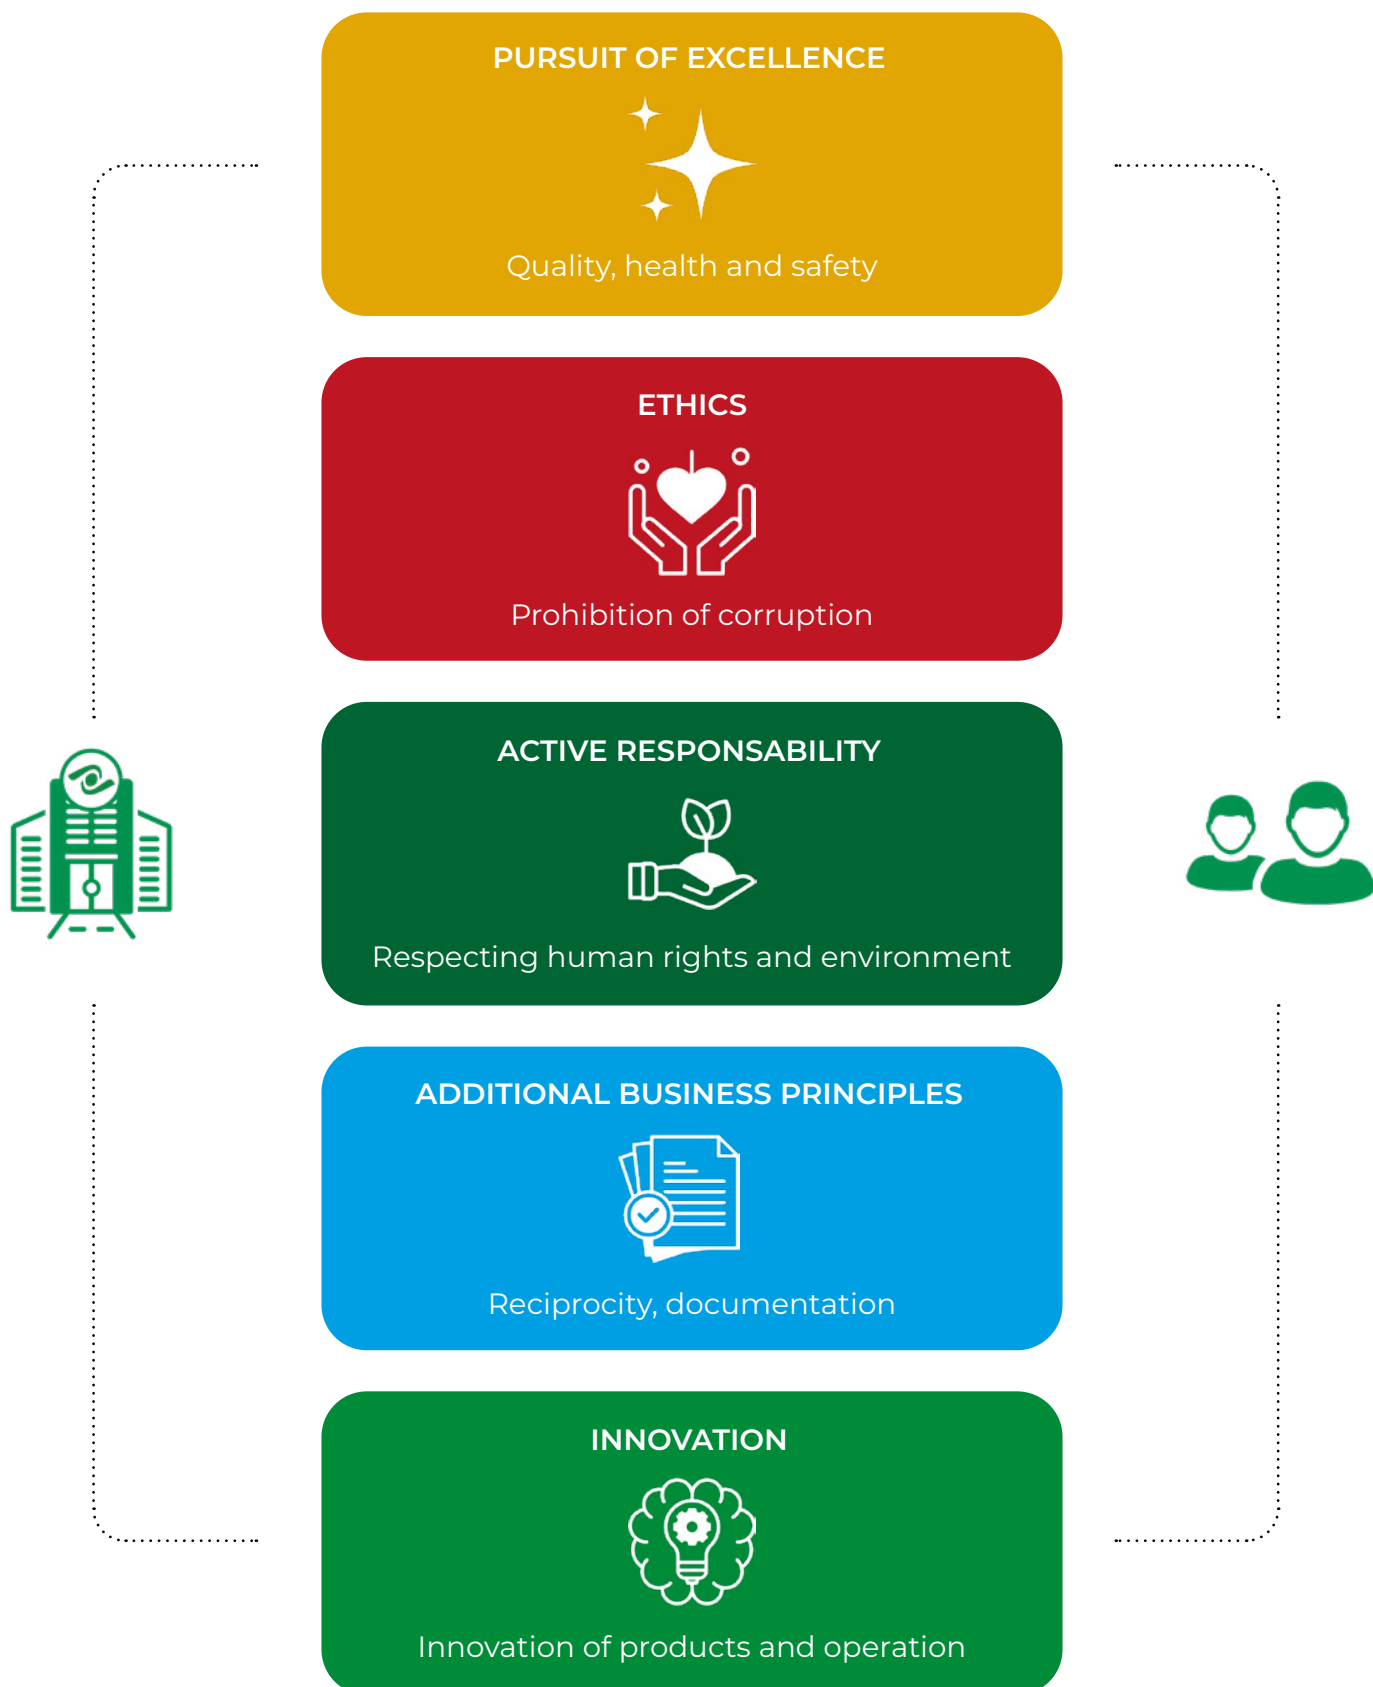 PURSUIT OF EXCELLENCE
Quality, health and safety
ETHICS
Prohibition of corruption
ACTIVE RESPONSABILITY
Respecting human rights and environment
ADDITIONAL BUSINESS PRINCIPLES
Reciprocity, documentation
INNOVATION
Innovation of products and operation